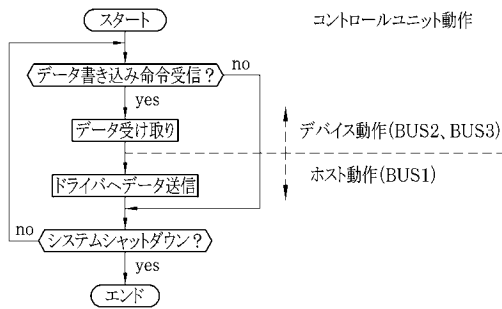 スタート
コントロールユニット動作
データ書き込み命令受信?
no
yes
データ受け取り
デバイス動作(BUS2、BUS3)
ホスト動作(BUS1)
ドライバへデータ送信
no
システムシャットダウン?
yes
エンド